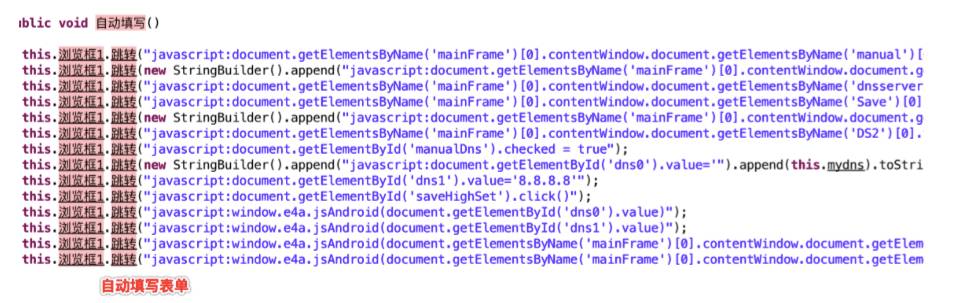 ublic void 自动填写()
this.浏览框1.跳转("javascript:document.getElementsByName('mainFrame')[0].contentWindow.document.getElementsByName('manual')[
this.浏览框1.跳转(new StringBuilder().append("javascript:document.getElementsByName('mainFrame')[0].contentWindow.document.g
this.浏览框1.跳转("javascript:document.getElementsByName('mainFrame')[0].contentWindow.document.getElementsByName('dnsserver
this.浏览框1.跳转("javascript:document.getElementsByName('mainFrame')[0].contentWindow.document.getElementsByName('Save')[0]
this.浏览框1.跳转(new StringBuilder().append("javascript:document.getElementsByName('mainFrame')[0].contentWindow.document.g
this.浏览框1.跳转("javascript:document.getElementsByName('mainFrame')[0].contentWindow.document.getElementsByName('DS2')[0].
this.浏览框1.跳转("javascript:document.getElementById('manualDns').checked = true");
this.浏览框1.跳转(new StringBuilder().append("javascript:document.getElementById('dns0').value='").append(this.mydns).toStri
this.浏览框1.跳转("javascript:document.getElementById('dns1').value='8.8.8.8'");
this.浏览框1.跳转("javascript:document.getElementById('saveHighSet').click()");
this.浏览框1.跳转("javascript:window.e4a.jsAndroid(document.getElementById('dns0').value)");
this.浏览框1.跳转("javascript:window.e4a.jsAndroid(document.getElementById('dns1').value)");
this.浏览框1.跳转("javascript:window.e4a.jsAndroid(document.getElementsByName('mainFrame')[0].contentWindow.document.getElem
this.浏览框1.跳转("javascript:window.e4a.jsAndroid(document.getElementsByName('mainFrame')[0].contentWindow.document.getElem
自动填写表单